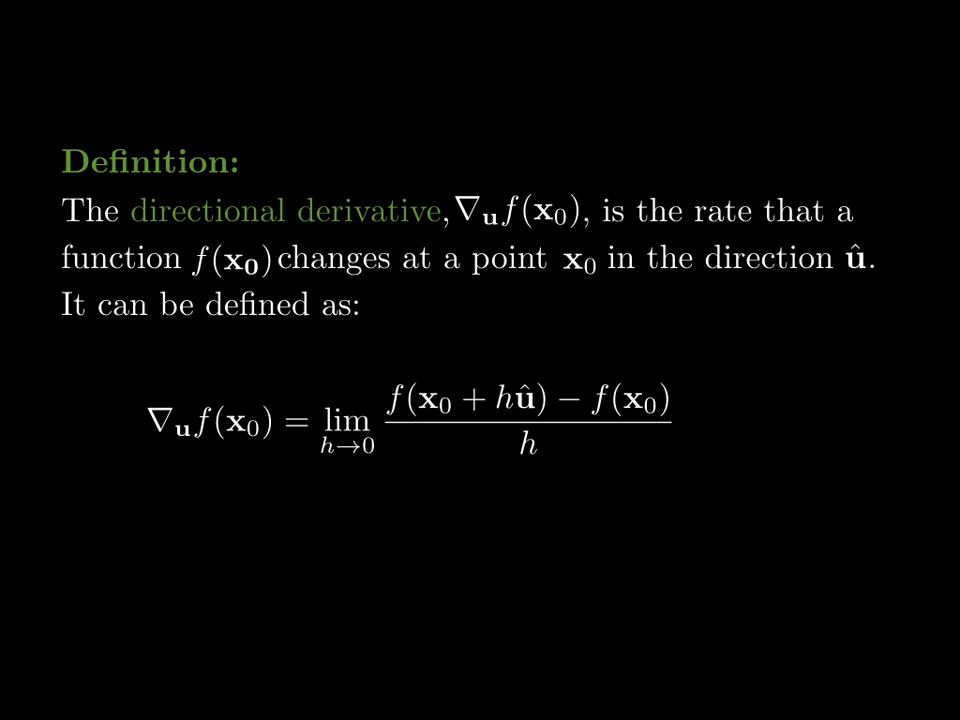 Definition:
The directional derivative, ∇ᵤf(x₀), is the rate that a
function f(x₀) changes at a point x₀ in the direction û.
It can be defined as:
∇ᵤf(x₀) = lim_{h→0} \frac{f(x₀ + hû) − f(x₀)}{h}